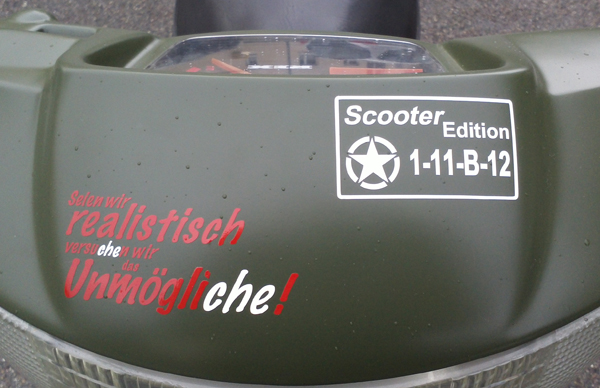 Scooter
Edition
1-11-B-12
Seien wir
realistisch
versuchen wir
das
Unmögliche!